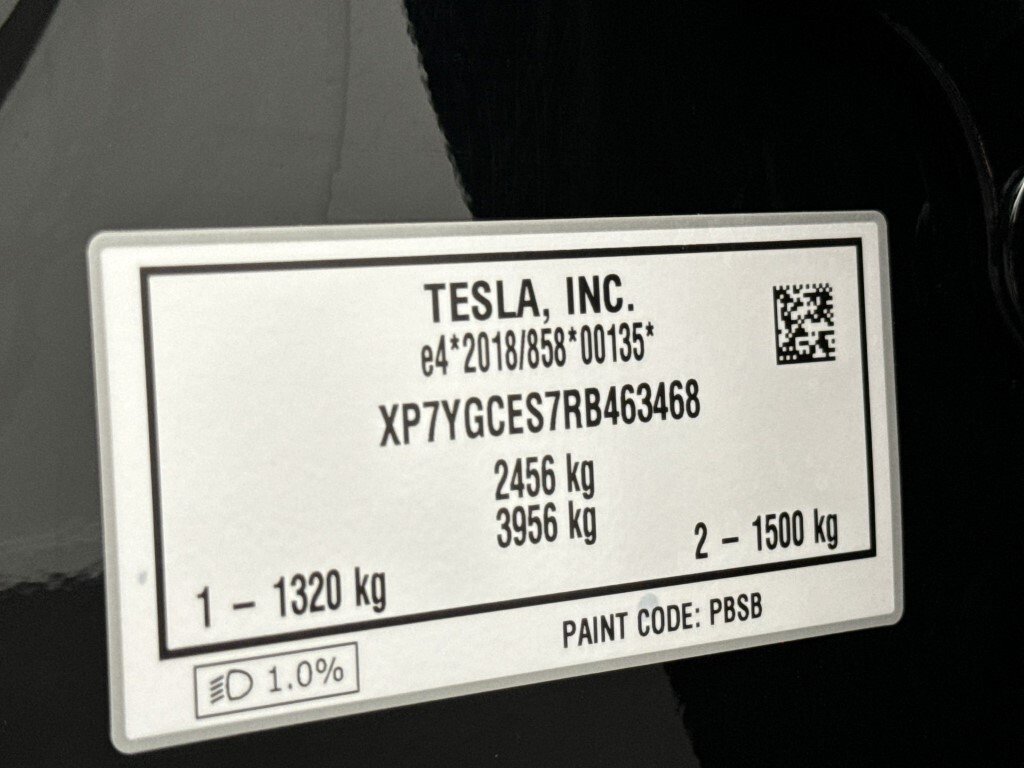 TESLA, INC.
e4*2018/858*00135*
XP7YGCES7RB463468
2456 kg
3956 kg
1 – 1320 kg
2 – 1500 kg
1.0%
PAINT CODE: PBSB